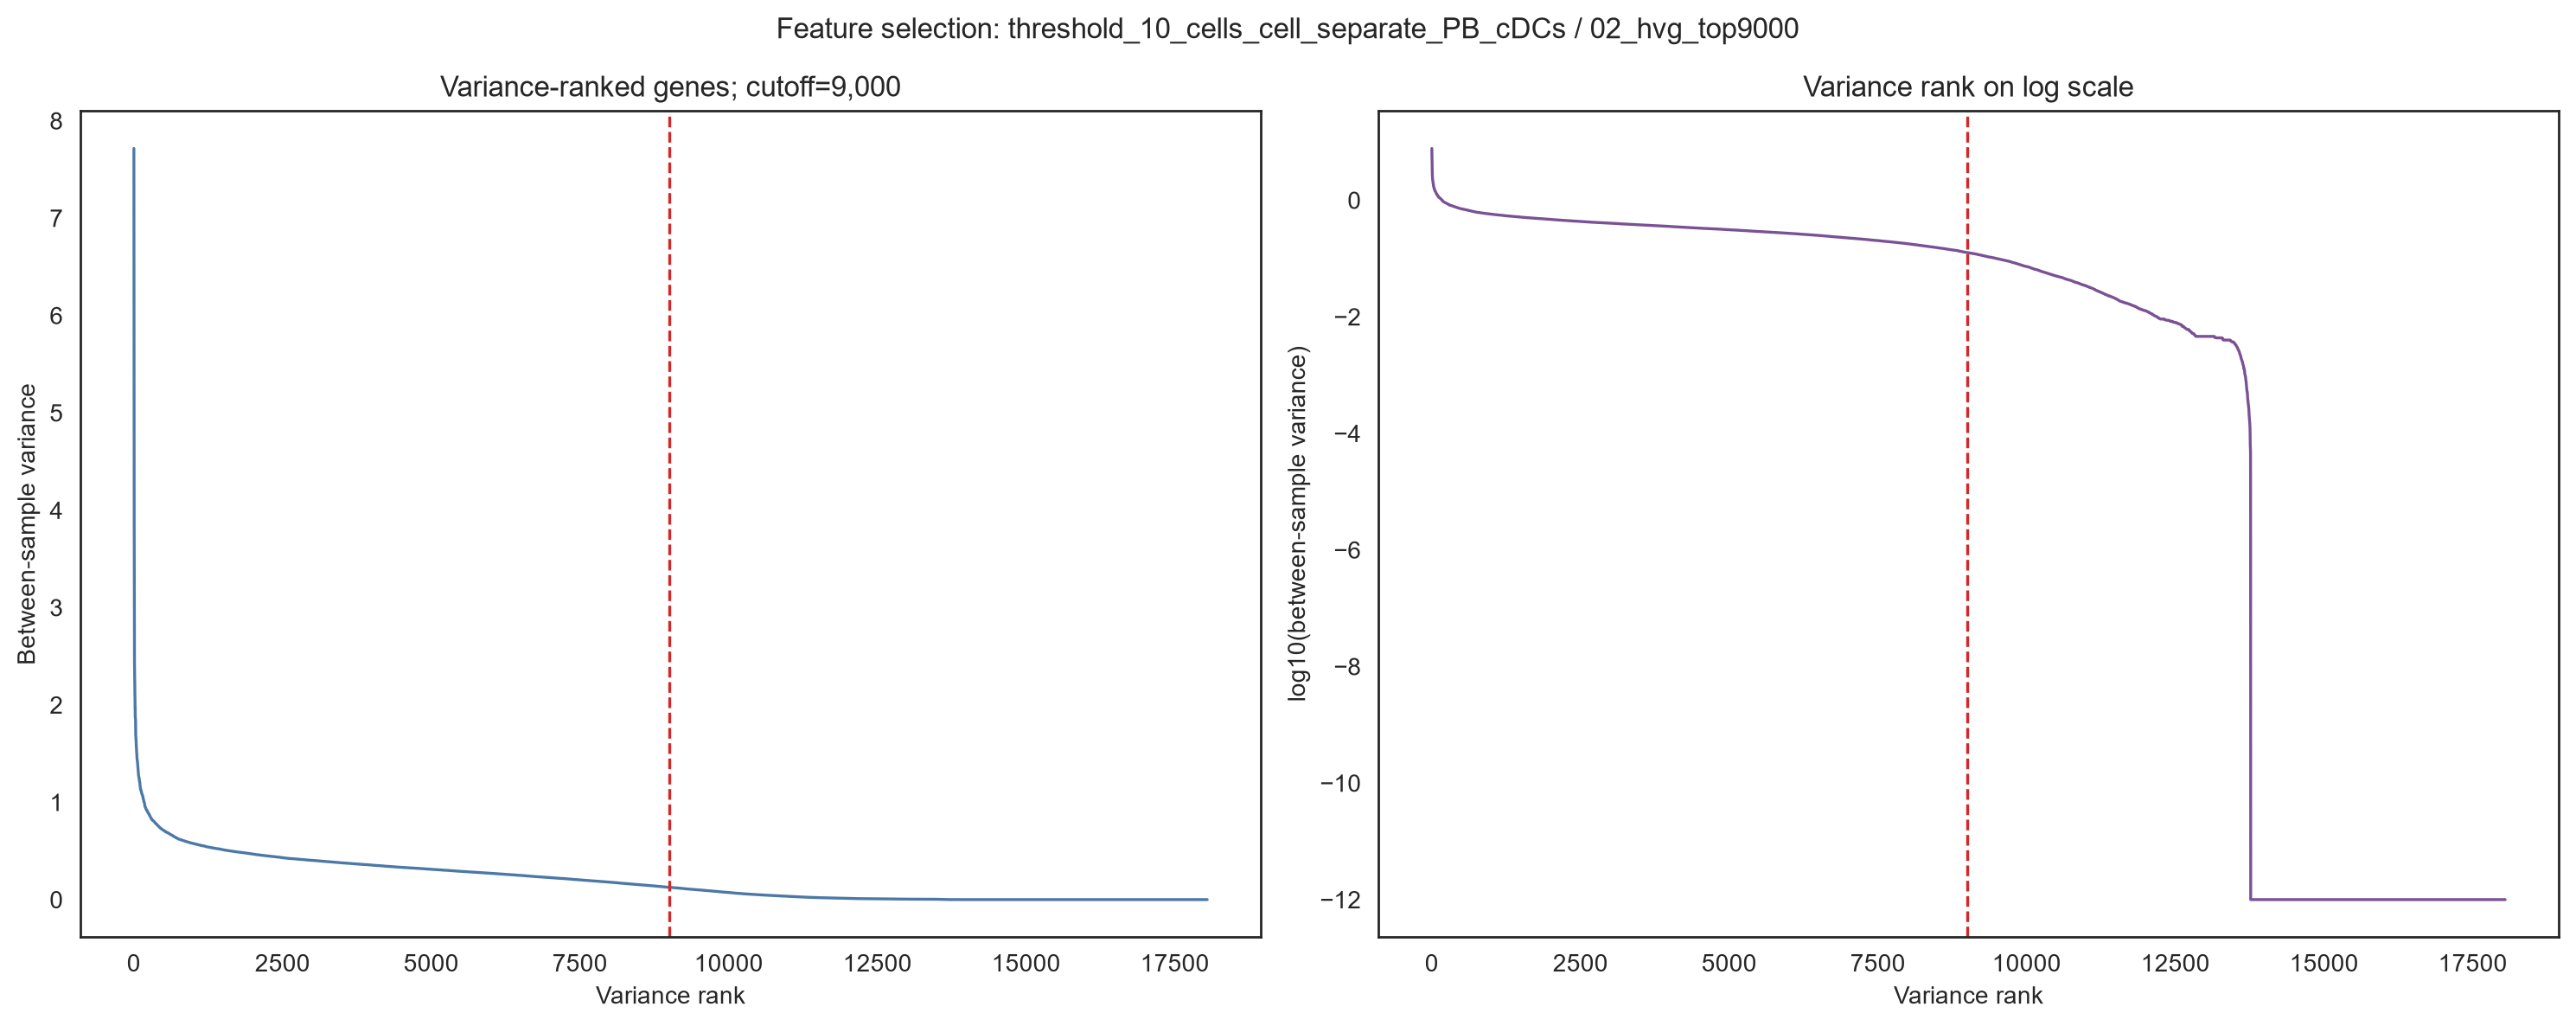 Feature selection: threshold_10_cells_cell_separate_PB_cDCs / 02_hvg_top9000
Variance-ranked genes; cutoff=9,000
Between-sample variance
8
7
6
5
4
3
2
1
0
0 2500 5000 7500 10000 12500 15000 17500
Variance rank
Variance rank on log scale
log10(between-sample variance)
0
−2
−4
−6
−8
−10
−12
0 2500 5000 7500 10000 12500 15000 17500
Variance rank